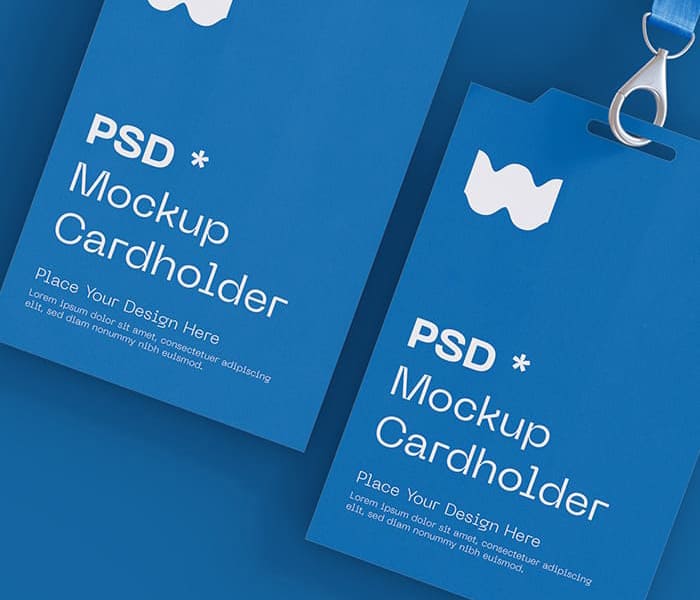 PSD *
Mockup
Cardholder
Place Your Design Here
Lorem ipsum dolor sit amet, consectetuer adipiscing
elit, sed diam nonummy nibh euismod.
PSD *
Mockup
Cardholder
Place Your Design Here
Lorem ipsum dolor sit amet, consectetuer adipiscing
elit, sed diam nonummy nibh euismod.